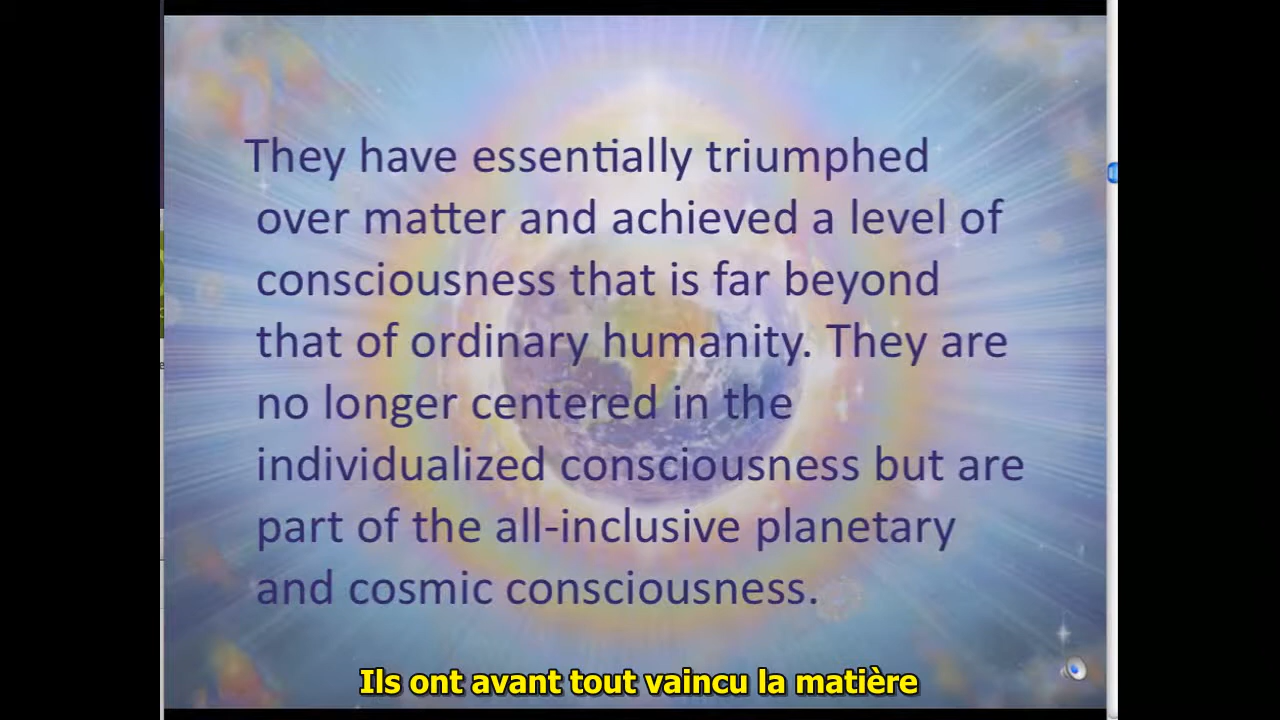 They have essentially triumphed
over matter and achieved a level of
consciousness that is far beyond
that of ordinary humanity. They are
no longer centered in the
individualized consciousness but are
part of the all-inclusive planetary
and cosmic consciousness.
Ils ont avant tout vaincu la matière